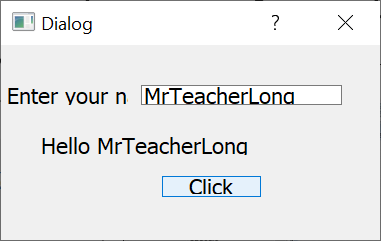 Dialog ?
Enter your n MrTeacherLong
Hello MrTeacherLong
Click